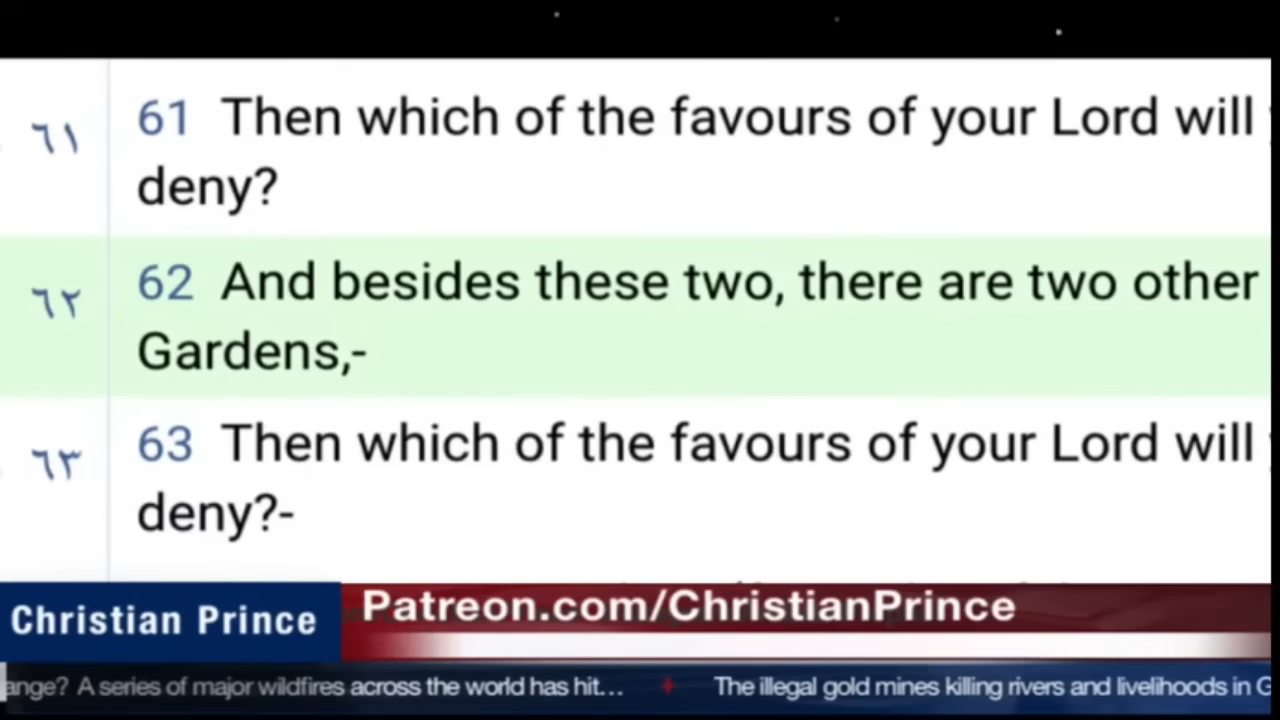 ٦١ 61 Then which of the favours of your Lord will
deny?
٦٢ 62 And besides these two, there are two other
Gardens,-
٦٣ 63 Then which of the favours of your Lord will
deny?-
Christian Prince Patreon.com/ChristianPrince
ange? A series of major wildfires across the world has hit... The illegal gold mines killing rivers and livelihoods in G